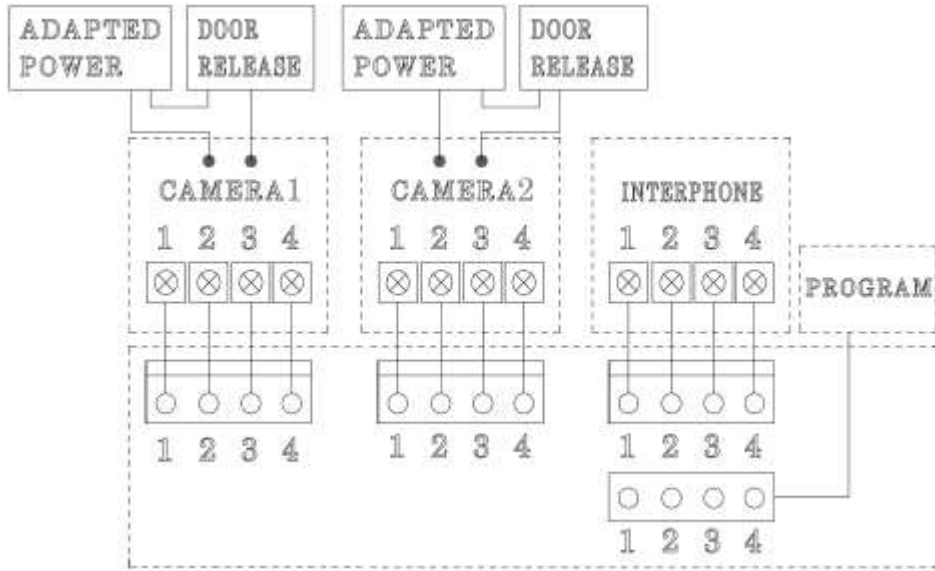 ADAPTED POWER
DOOR RELEASE
ADAPTED POWER
DOOR RELEASE
CAMERA1
CAMERA2
INTERPHONE
1 2 3 4
1 2 3 4
1 2 3 4
PROGRAM
1 2 3 4
1 2 3 4
1 2 3 4
1 2 3 4